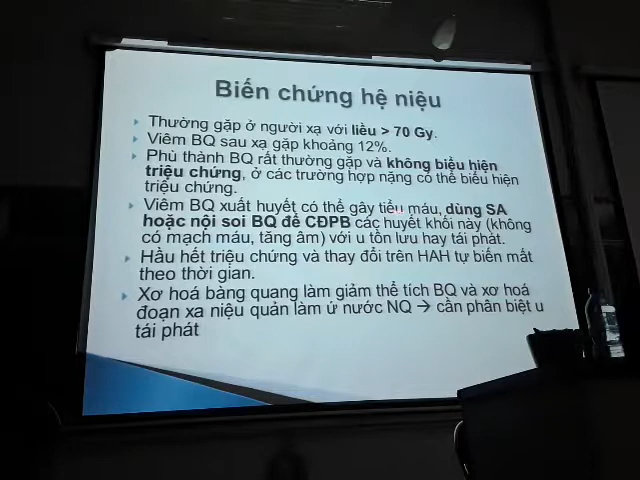 Biến chứng hệ niệu
Thường gặp ở người xạ với liều > 70 Gy.
Viêm BQ sau xạ gặp khoảng 12%.
Phù thành BQ rất thường gặp và không biểu hiện
triệu chứng, ở các trường hợp nặng có thể biểu hiện
triệu chứng.
Viêm BQ xuất huyết có thể gây tiểu máu, dùng SA
hoặc nội soi BQ để CĐPB các huyết khối này (không
có mạch máu, tăng âm) với u tồn lưu hay tái phát.
Hầu hết triệu chứng và thay đổi trên HAH tự biến mất
theo thời gian.
Xơ hoá bàng quang làm giảm thể tích BQ và xơ hoá
đoạn xa niệu quản làm ứ nước NQ → cần phân biệt u
tái phát